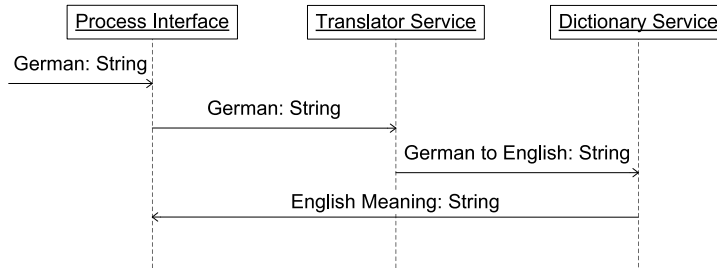 Process Interface
Translator Service
Dictionary Service
German: String
German: String
German to English: String
English Meaning: String